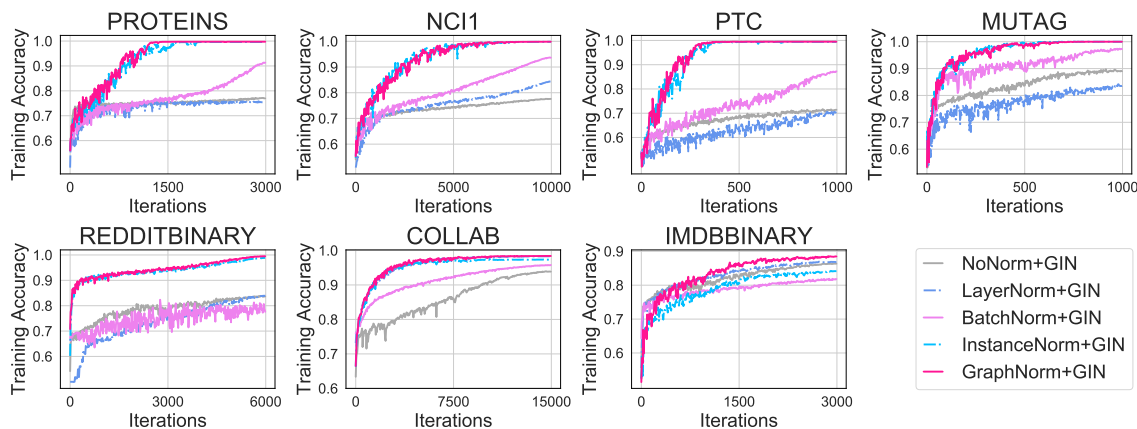 PROTEINS
Training Accuracy
1.0
0.9
0.8
0.7
0.6
0
1500
3000
Iterations
NCI1
Training Accuracy
1.0
0.9
0.8
0.7
0.6
0
5000
10000
Iterations
PTC
Training Accuracy
1.0
0.9
0.8
0.7
0.6
0
500
1000
Iterations
MUTAG
Training Accuracy
1.0
0.9
0.8
0.7
0.6
0
500
1000
Iterations
REDDITBINARY
Training Accuracy
1.0
0.9
0.8
0.7
0.6
0
3000
6000
Iterations
COLLAB
Training Accuracy
1.0
0.9
0.8
0.7
0.6
0
7500
15000
Iterations
IMDBBINARY
Training Accuracy
0.9
0.8
0.7
0.6
0
1500
3000
Iterations
NoNorm+GIN
LayerNorm+GIN
BatchNorm+GIN
InstanceNorm+GIN
GraphNorm+GIN